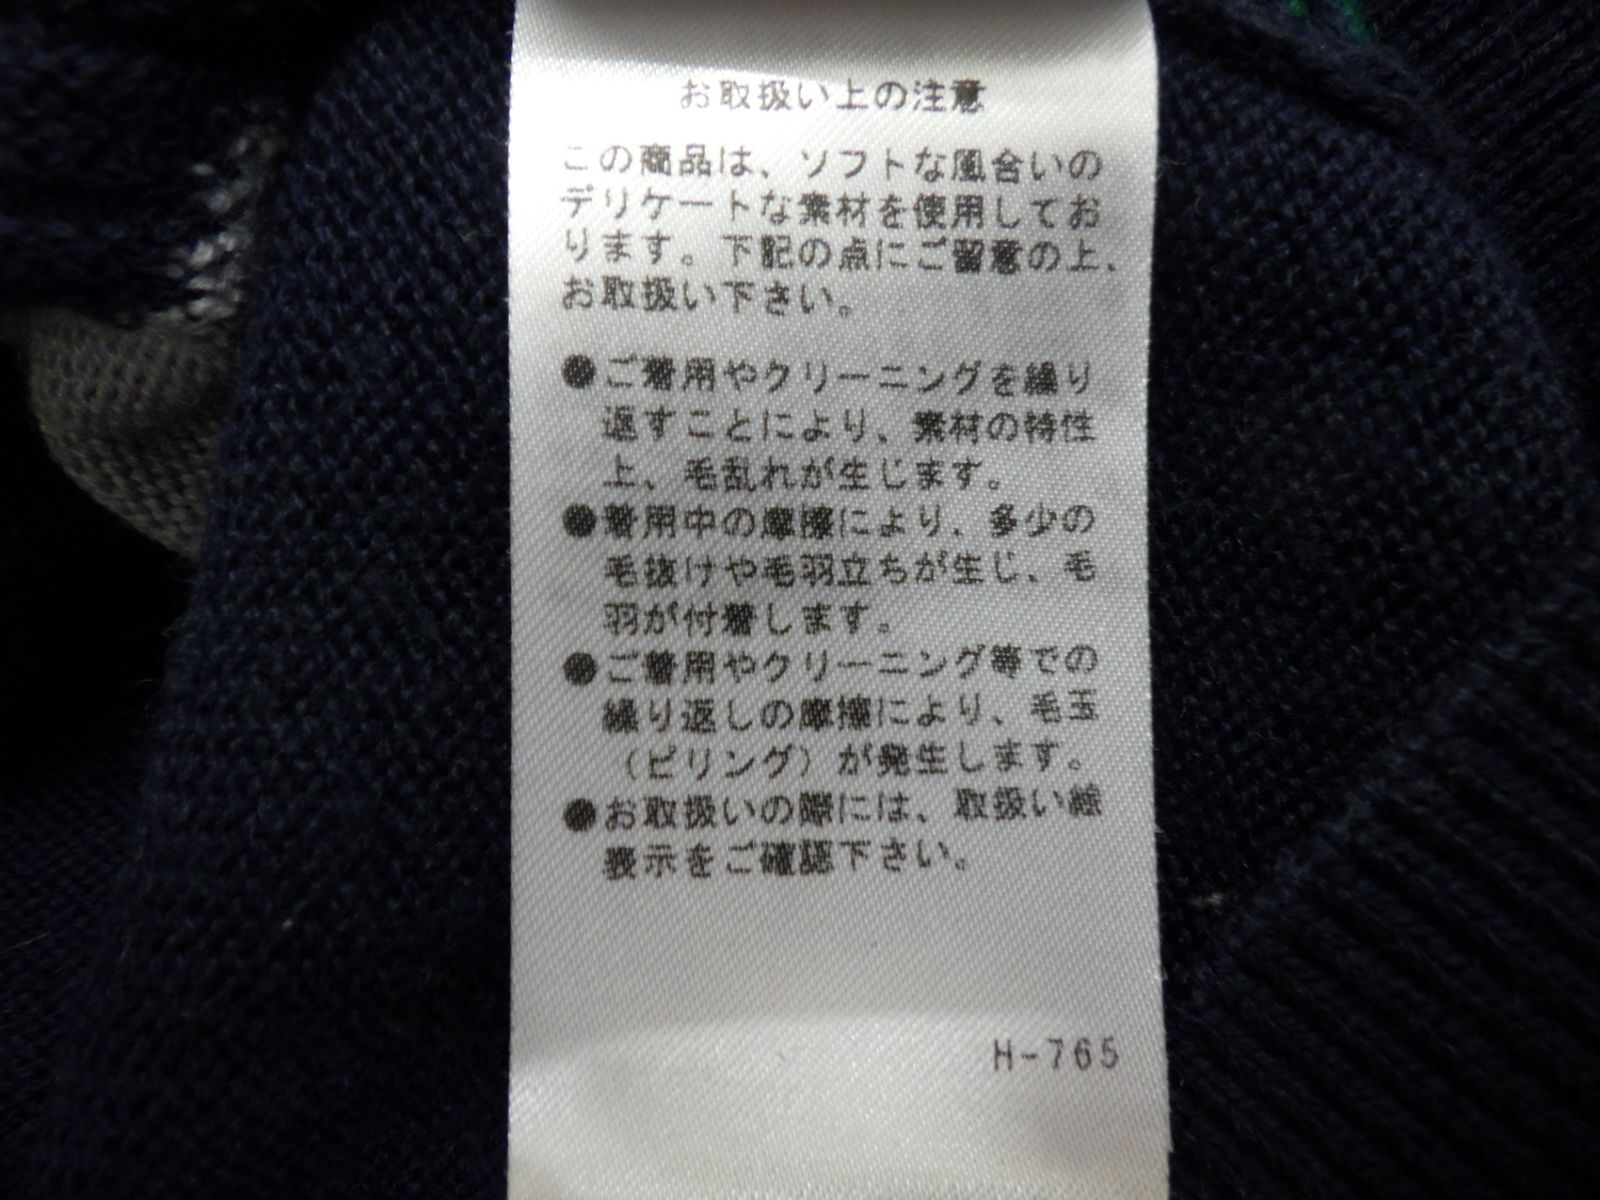 お取扱い上の注意
この商品は、ソフトな風合いの
デリケートな素材を使用してお
ります。下記の点にご留意の上、
お取扱い下さい。
●ご着用やクリーニングを繰り
返すことにより、素材の特性
上、毛乱れが生じます。
●着用中の摩擦により、多少の
毛抜けや毛羽立ちが生じ、毛
羽が付着します。
●ご着用やクリーニング等での
繰り返しの摩擦により、毛玉
（ピリング）が発生します。
●お取扱いの際には、取扱い絵
表示をご確認下さい。
H-765